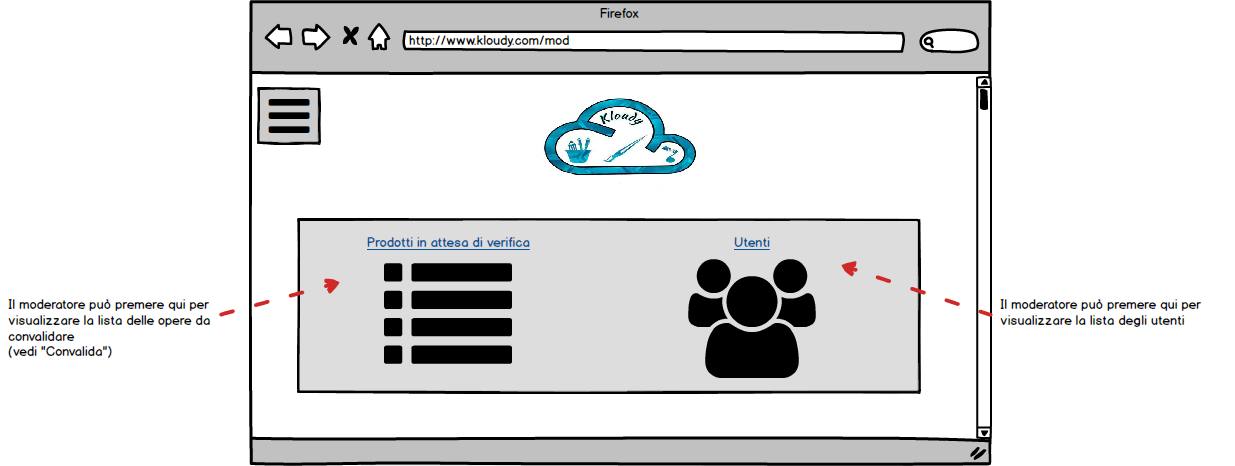 Firefox
http://www.kloudy.com/mod
Kloudy
Prodotti in attesa di verifica
Utenti
Il moderatore può premere qui per
visualizzare la lista delle opere da
convalidare
(vedi "Convalida")
Il moderatore può premere qui per
visualizzare la lista degli utenti